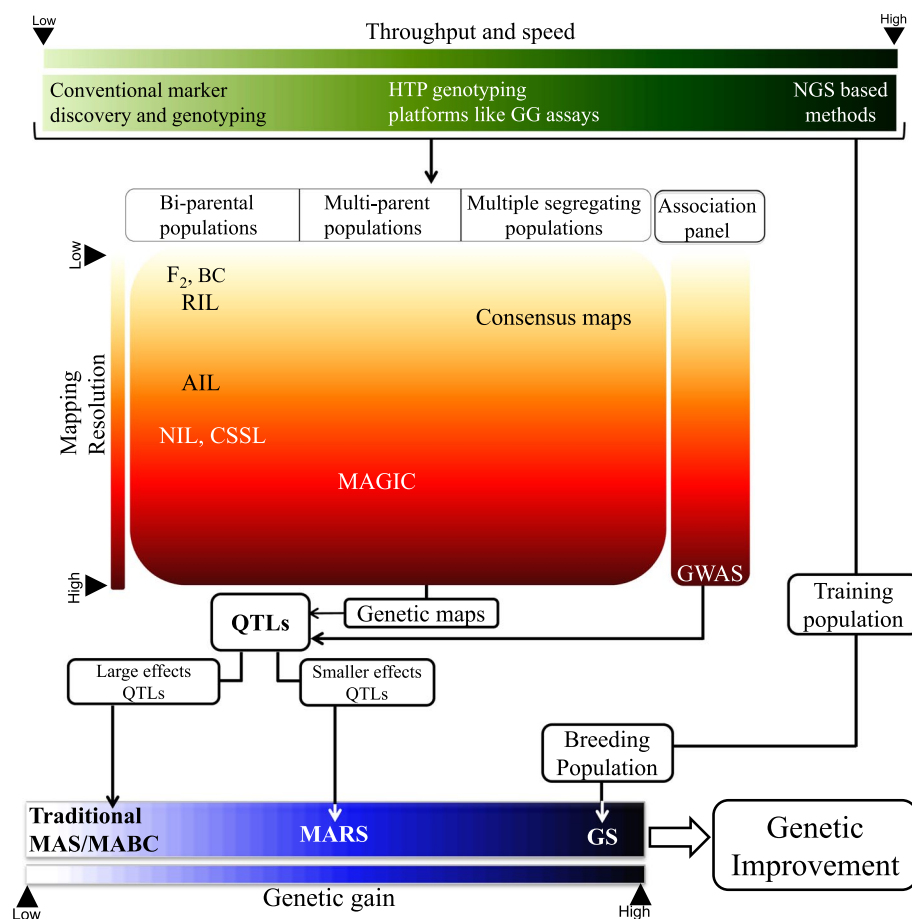 Low
High
Throughput and speed
Conventional marker
discovery and genotyping
HTP genotyping
platforms like GG assays
NGS based
methods
Bi-parental
populations
Multi-parent
populations
Multiple segregating
populations
Association
panel
Low
F2, BC
RIL
Consensus maps
AIL
Mapping
Resolution
NIL, CSSL
MAGIC
High
GWAS
Training
population
Genetic maps
QTLs
Large effects
QTLs
Smaller effects
QTLs
Breeding
Population
Traditional
MAS/MABC
MARS
GS
Genetic
Improvement
Genetic gain
Low
High